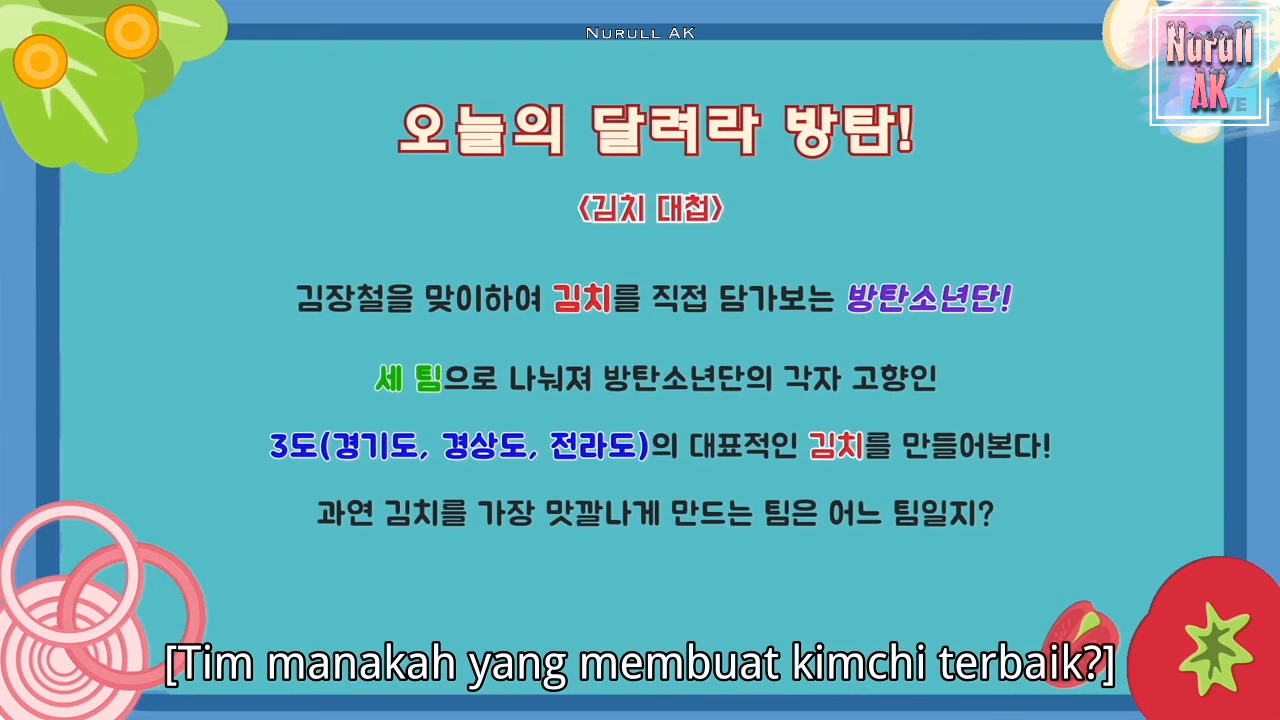 NURULL AK
Nurull
AK
오늘의 달려라 방탄!
<김치 대첩>
김장철을 맞이하여 김치를 직접 담가보는 방탄소년단!
세 팀으로 나눠져 방탄소년단의 각자 고향인
3도(경기도, 경상도, 전라도)의 대표적인 김치를 만들어본다!
과연 김치를 가장 맛깔나게 만드는 팀은 어느 팀일지?
[Tim manakah yang membuat kimchi terbaik?]